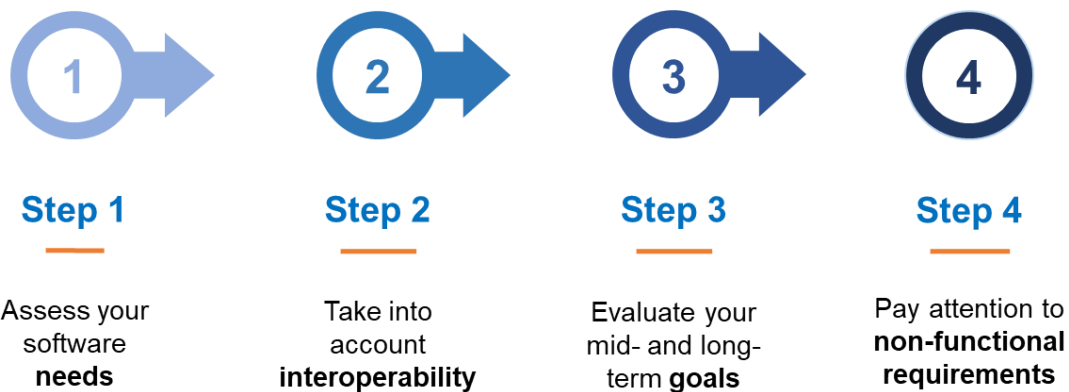 1
2
3
4
Step 1
Step 2
Step 3
Step 4
Assess your
software
needs
Take into
account
interoperability
Evaluate your
mid- and long-
term goals
Pay attention to
non-functional
requirements